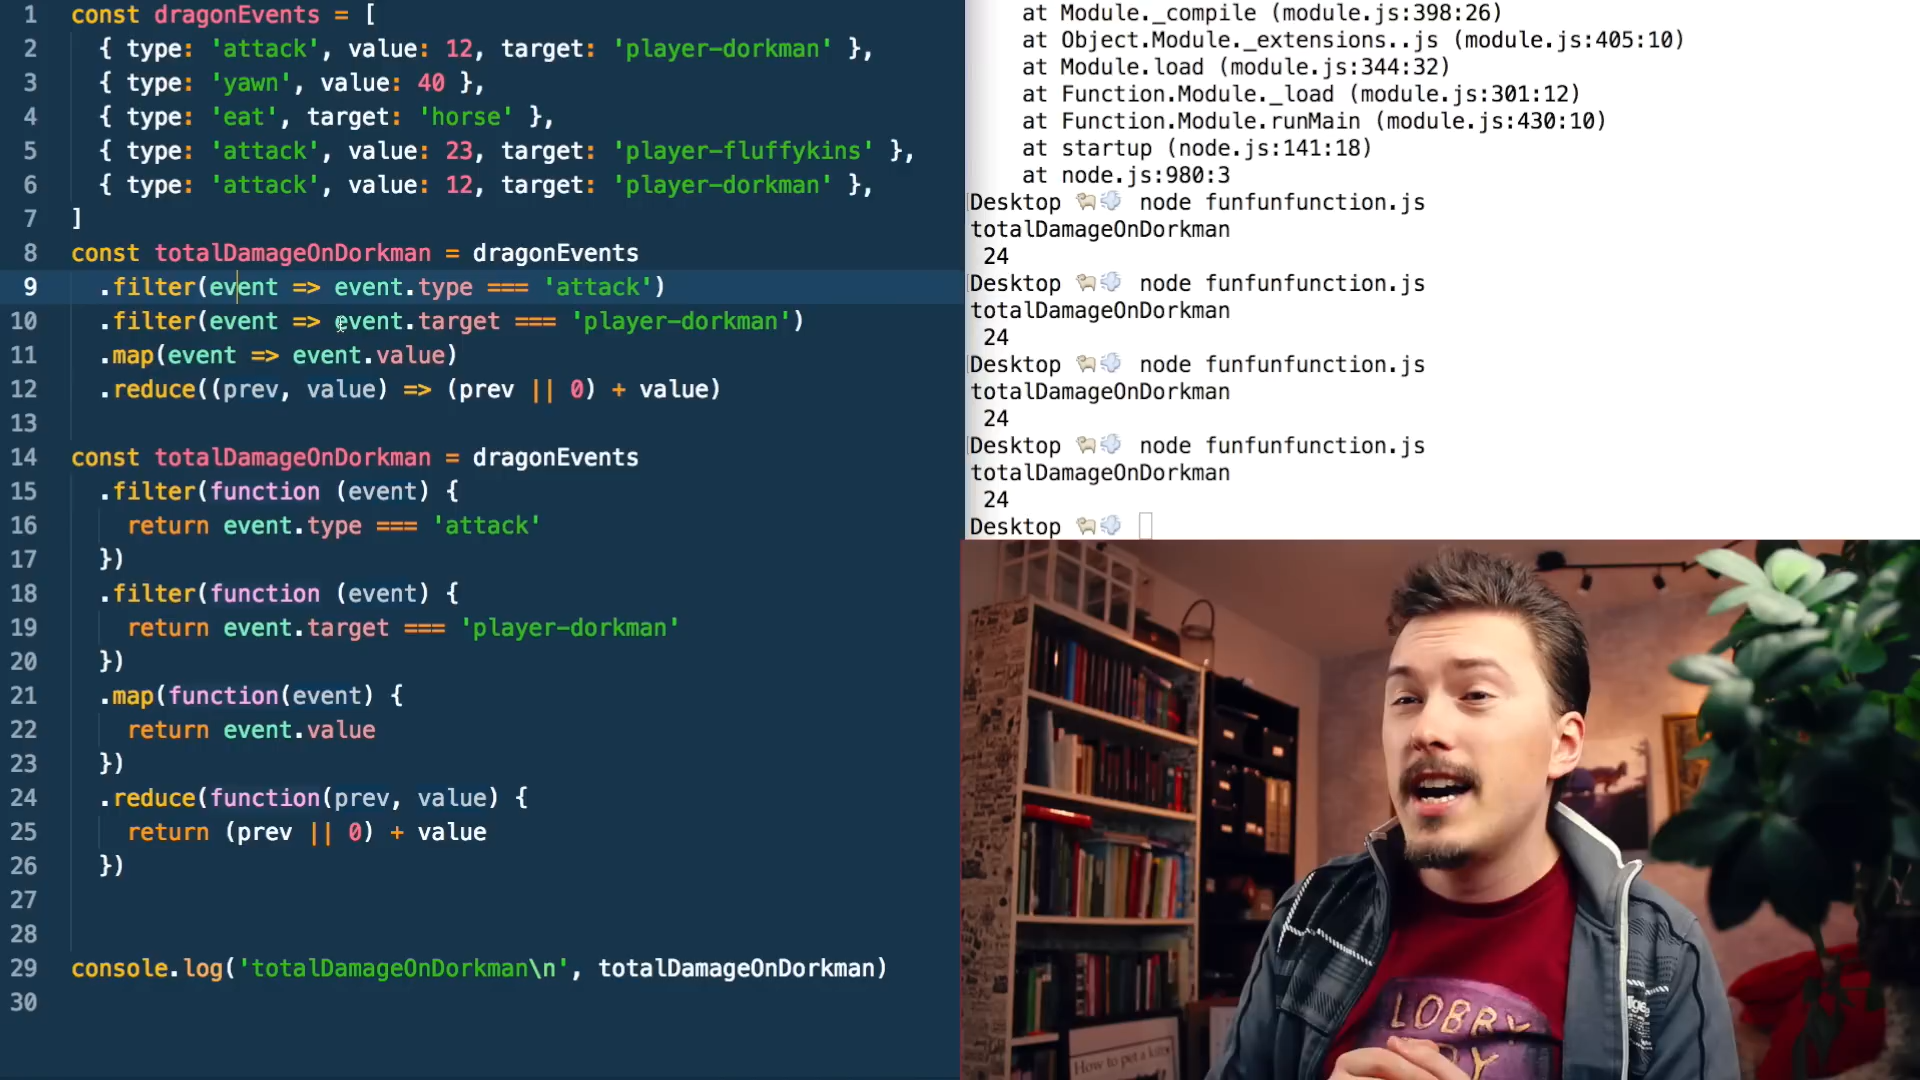 1 const dragonEvents = [
2 { type: 'attack', value: 12, target: 'player-dorkman' },
3 { type: 'yawn', value: 40 },
4 { type: 'eat', target: 'horse' },
5 { type: 'attack', value: 23, target: 'player-fluffykins' },
6 { type: 'attack', value: 12, target: 'player-dorkman' },
7 ]
8 const totalDamageOnDorkman = dragonEvents
9 .filter(event => event.type === 'attack')
10 .filter(event => event.target === 'player-dorkman')
11 .map(event => event.value)
12 .reduce((prev, value) => (prev || 0) + value)
13
14 const totalDamageOnDorkman = dragonEvents
15 .filter(function (event) {
16 return event.type === 'attack'
17 })
18 .filter(function (event) {
19 return event.target === 'player-dorkman'
20 })
21 .map(function(event) {
22 return event.value
23 })
24 .reduce(function(prev, value) {
25 return (prev || 0) + value
26 })
27
28
29 console.log('totalDamageOnDorkman\n', totalDamageOnDorkman)
30
at Module._compile (module.js:398:26)
at Object.Module._extensions..js (module.js:405:10)
at Module.load (module.js:344:32)
at Function.Module._load (module.js:301:12)
at Function.Module.runMain (module.js:430:10)
at startup (node.js:141:18)
at node.js:980:3
Desktop 🐑💨 node funfunfunction.js
totalDamageOnDorkman
24
Desktop 🐑💨 node funfunfunction.js
totalDamageOnDorkman
24
Desktop 🐑💨 node funfunfunction.js
totalDamageOnDorkman
24
Desktop 🐑💨 node funfunfunction.js
totalDamageOnDorkman
24
Desktop 🐑💨
LOBBY
How to pet a kitty